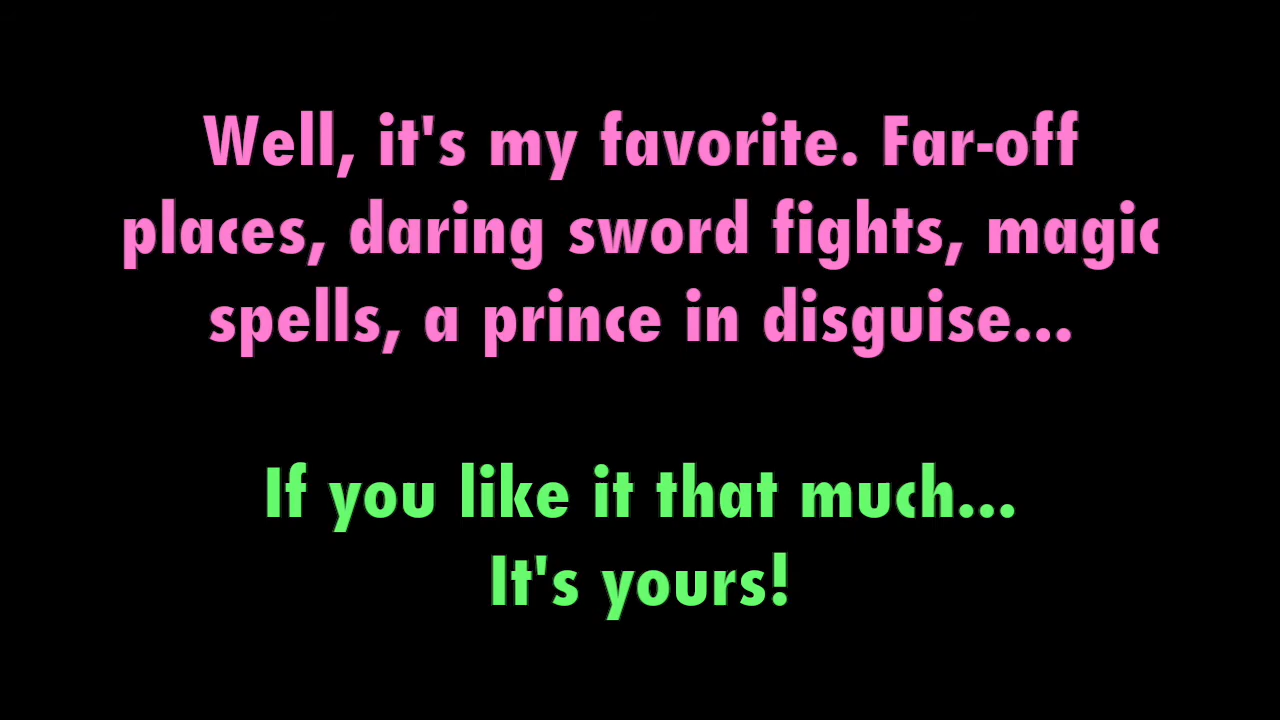 Well, it's my favorite. Far-off
places, daring sword fights, magic
spells, a prince in disguise...
If you like it that much...
It's yours!